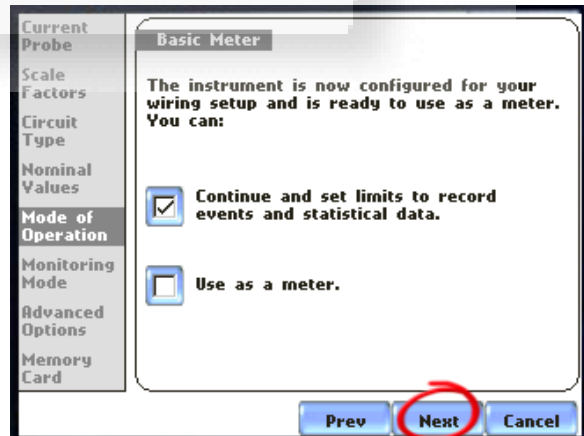 Current
Probe
Scale
Factors
Circuit
Type
Nominal
Values
Mode of
Operation
Monitoring
Mode
Advanced
Options
Memory
Card
Basic Meter
The instrument is now configured for your
wiring setup and is ready to use as a meter.
You can:
Continue and set limits to record
events and statistical data.
Use as a meter.
Prev
Next
Cancel